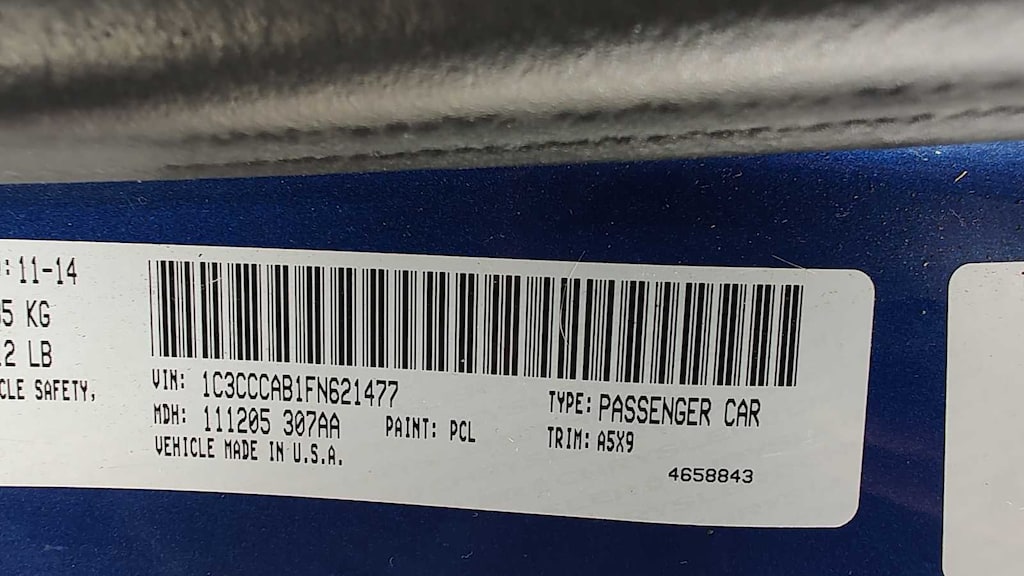 : 11-14
5 KG
2 LB
CLE SAFETY,
VIN: 1C3CCCAB1FN621477
MDH: 111205 307AA PAINT: PCL
VEHICLE MADE IN U.S.A.
TYPE: PASSENGER CAR
TRIM: A5X9
4658843